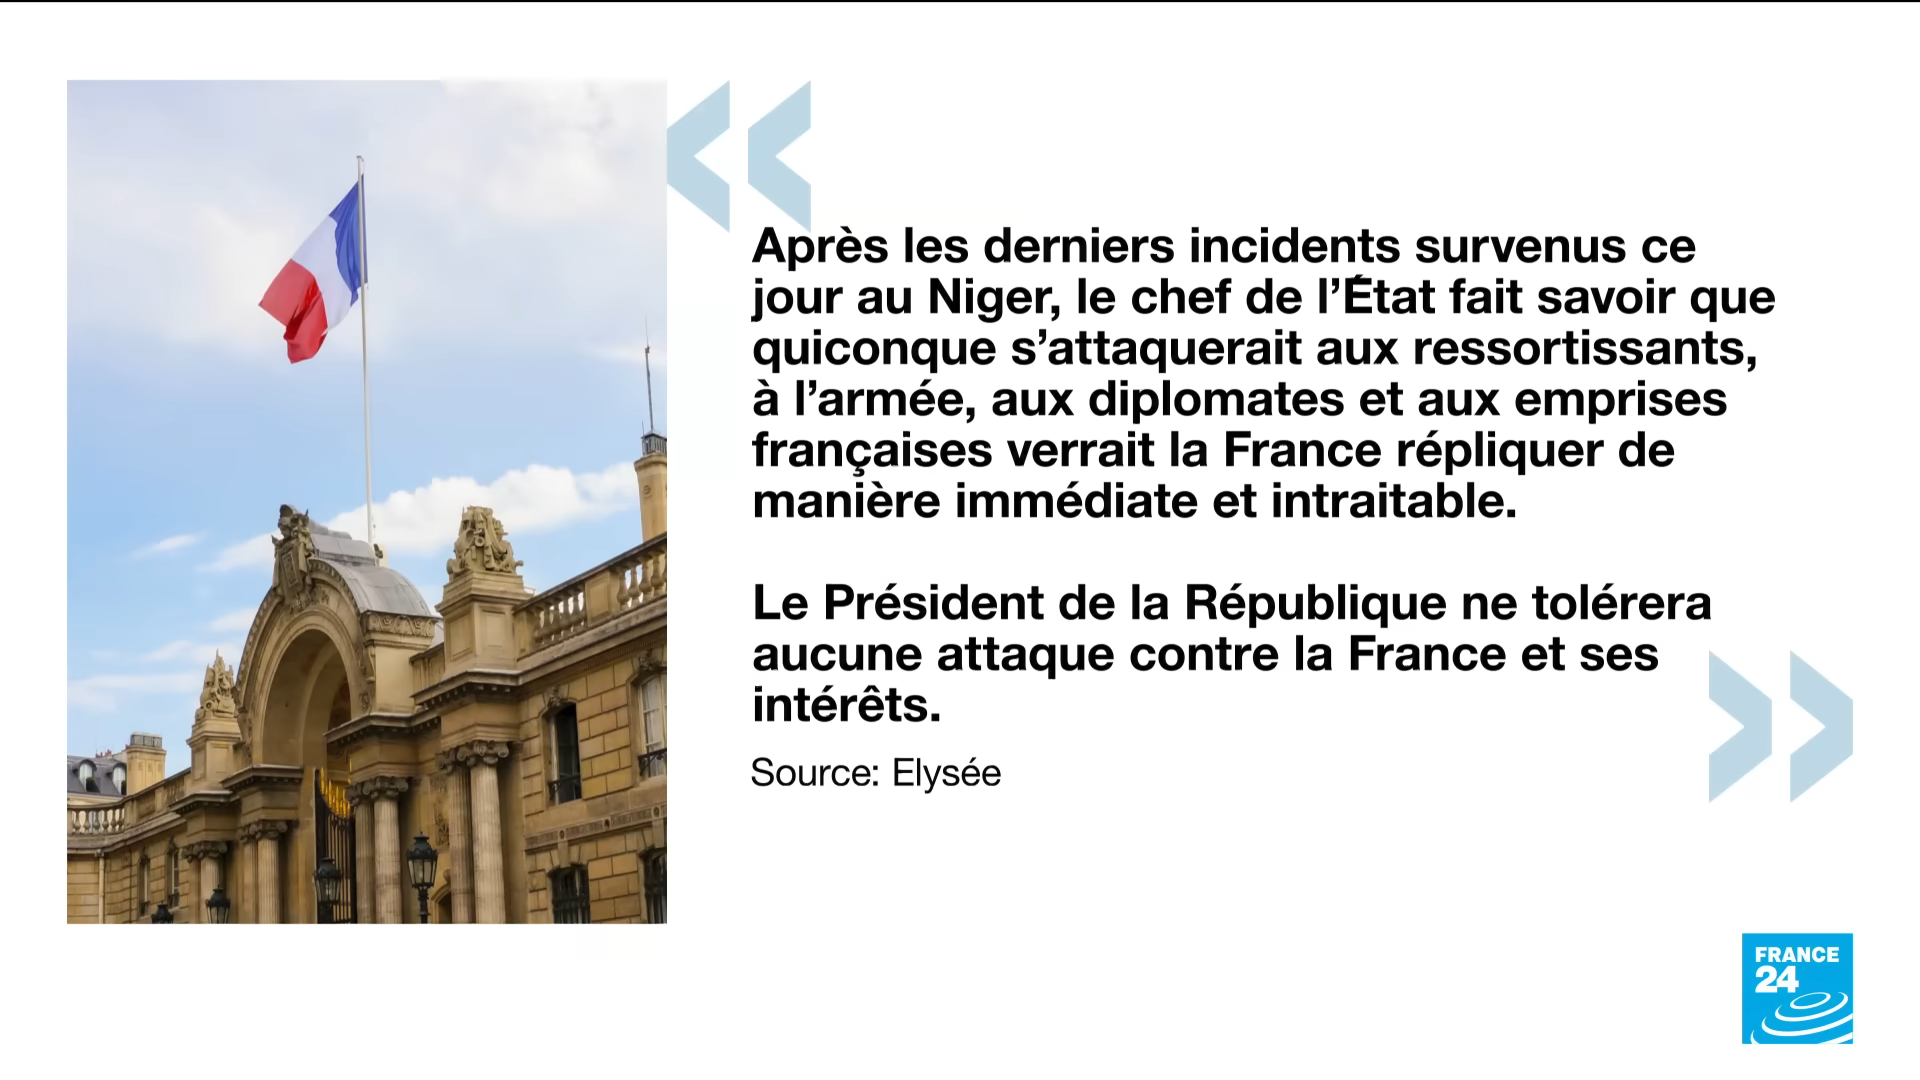 Après les derniers incidents survenus ce
jour au Niger, le chef de l’État fait savoir que
quiconque s’attaquerait aux ressortissants,
à l’armée, aux diplomates et aux emprises
françaises verrait la France répliquer de
manière immédiate et intraitable.
Le Président de la République ne tolérera
aucune attaque contre la France et ses
intérêts.
Source: Elysée
FRANCE
24